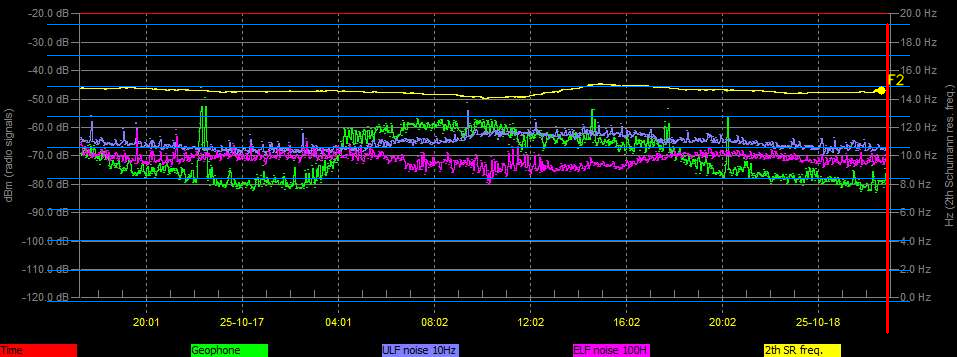 -20.0 dB 20.0 Hz
-30.0 dB 18.0 Hz
-40.0 dB 16.0 Hz
F2
-50.0 dB 14.0 Hz
-60.0 dB 12.0 Hz
-70.0 dB 10.0 Hz
-80.0 dB 8.0 Hz
-90.0 dB 6.0 Hz
-100.0 dB 4.0 Hz
-110.0 dB 2.0 Hz
-120.0 dB 0.0 Hz
dBm (radio signals)
Hz (2th Schumann res. freq.)
20:01 25-10-17 04:01 08:02 12:02 16:02 20:02 25-10-18
Time Geophone ULF noise 10Hz ELF noise 100H 2th SR freq.